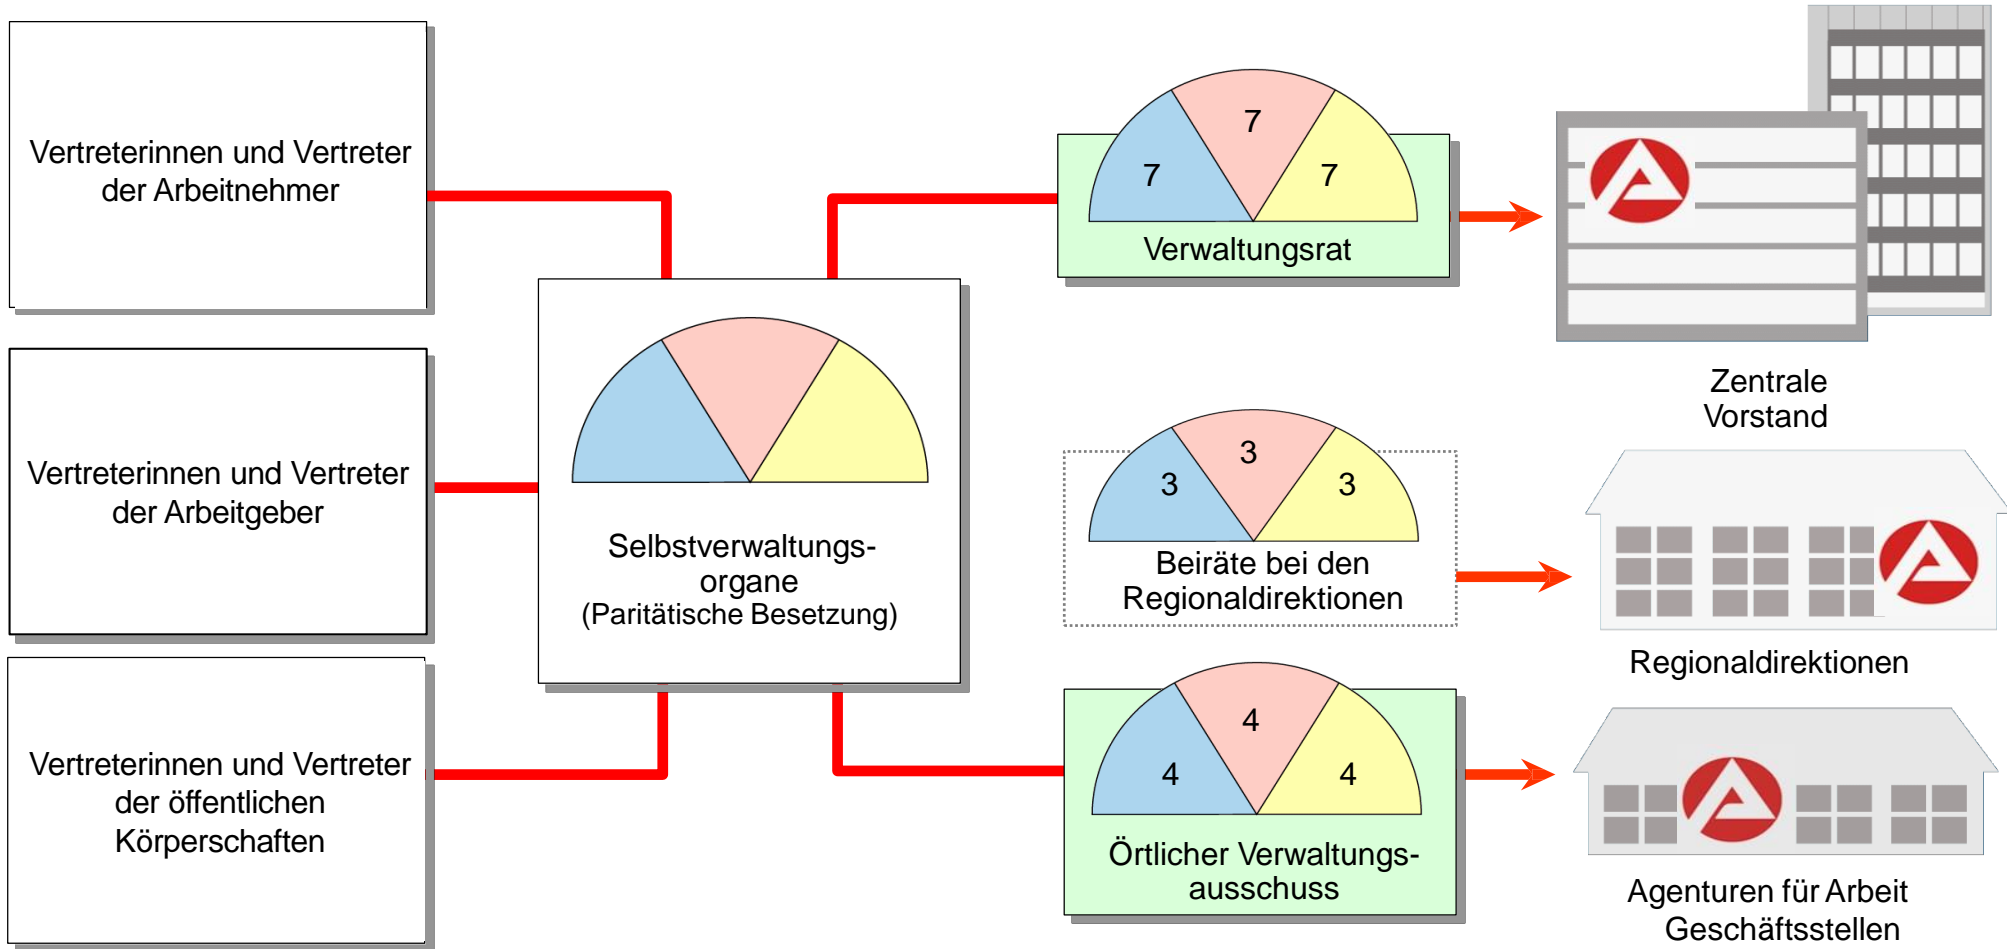 Vertreterinnen und Vertreter
der Arbeitnehmer
Vertreterinnen und Vertreter
der Arbeitgeber
Vertreterinnen und Vertreter
der öffentlichen
Körperschaften
Selbstverwaltungs-
organe
(Paritätische Besetzung)
7
7
7
Verwaltungsrat
3
3
3
Beiräte bei den
Regionaldirektionen
4
4
4
Örtlicher Verwaltungs-
ausschuss
Zentrale
Vorstand
Regionaldirektionen
Agenturen für Arbeit
Geschäftsstellen